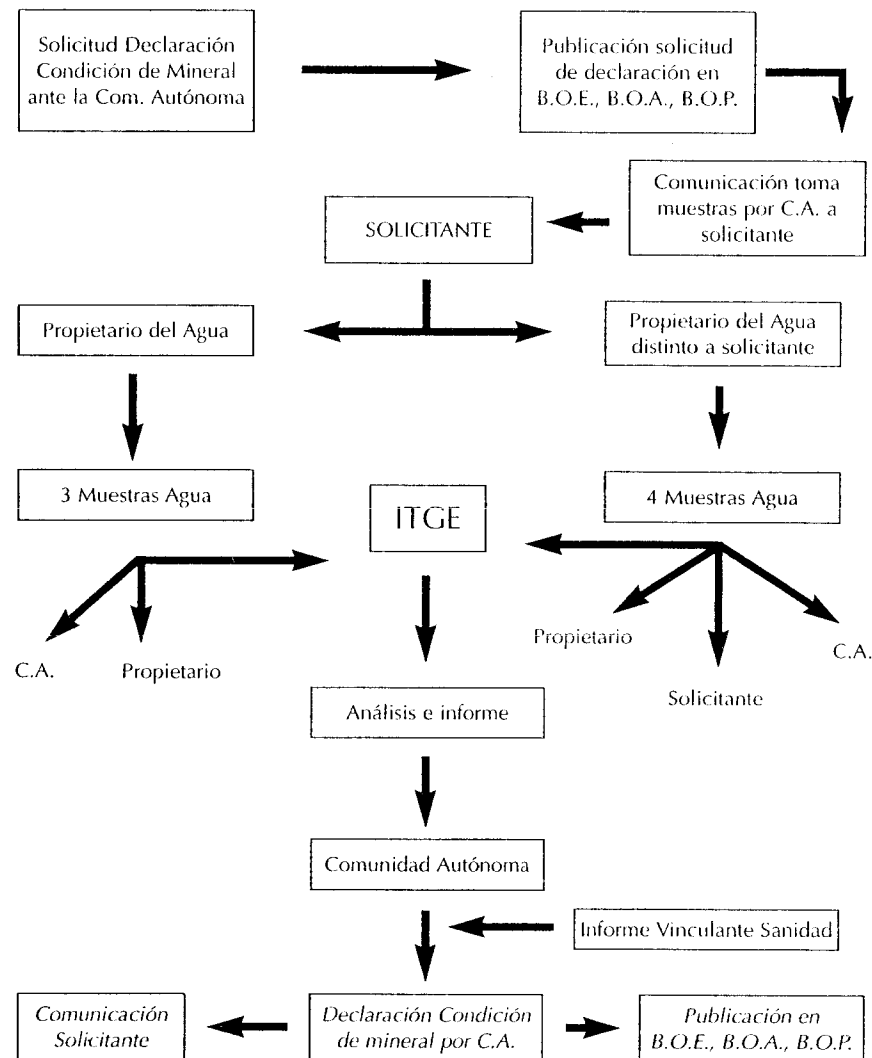 Solicitud Declaración
Condición de Mineral
ante la Com. Autónoma
Publicación solicitud
de declaración en
B.O.E., B.O.A., B.O.P.
Comunicación toma
muestras por C.A. a
solicitante
SOLICITANTE
Propietario del Agua
Propietario del Agua
distinto a solicitante
3 Muestras Agua
ITGE
4 Muestras Agua
C.A.
Propietario
Propietario
Solicitante
C.A.
Análisis e informe
Comunidad Autónoma
Informe Vinculante Sanidad
Comunicación
Solicitante
Declaración Condición
de mineral por C.A.
Publicación en
B.O.E., B.O.A., B.O.P.